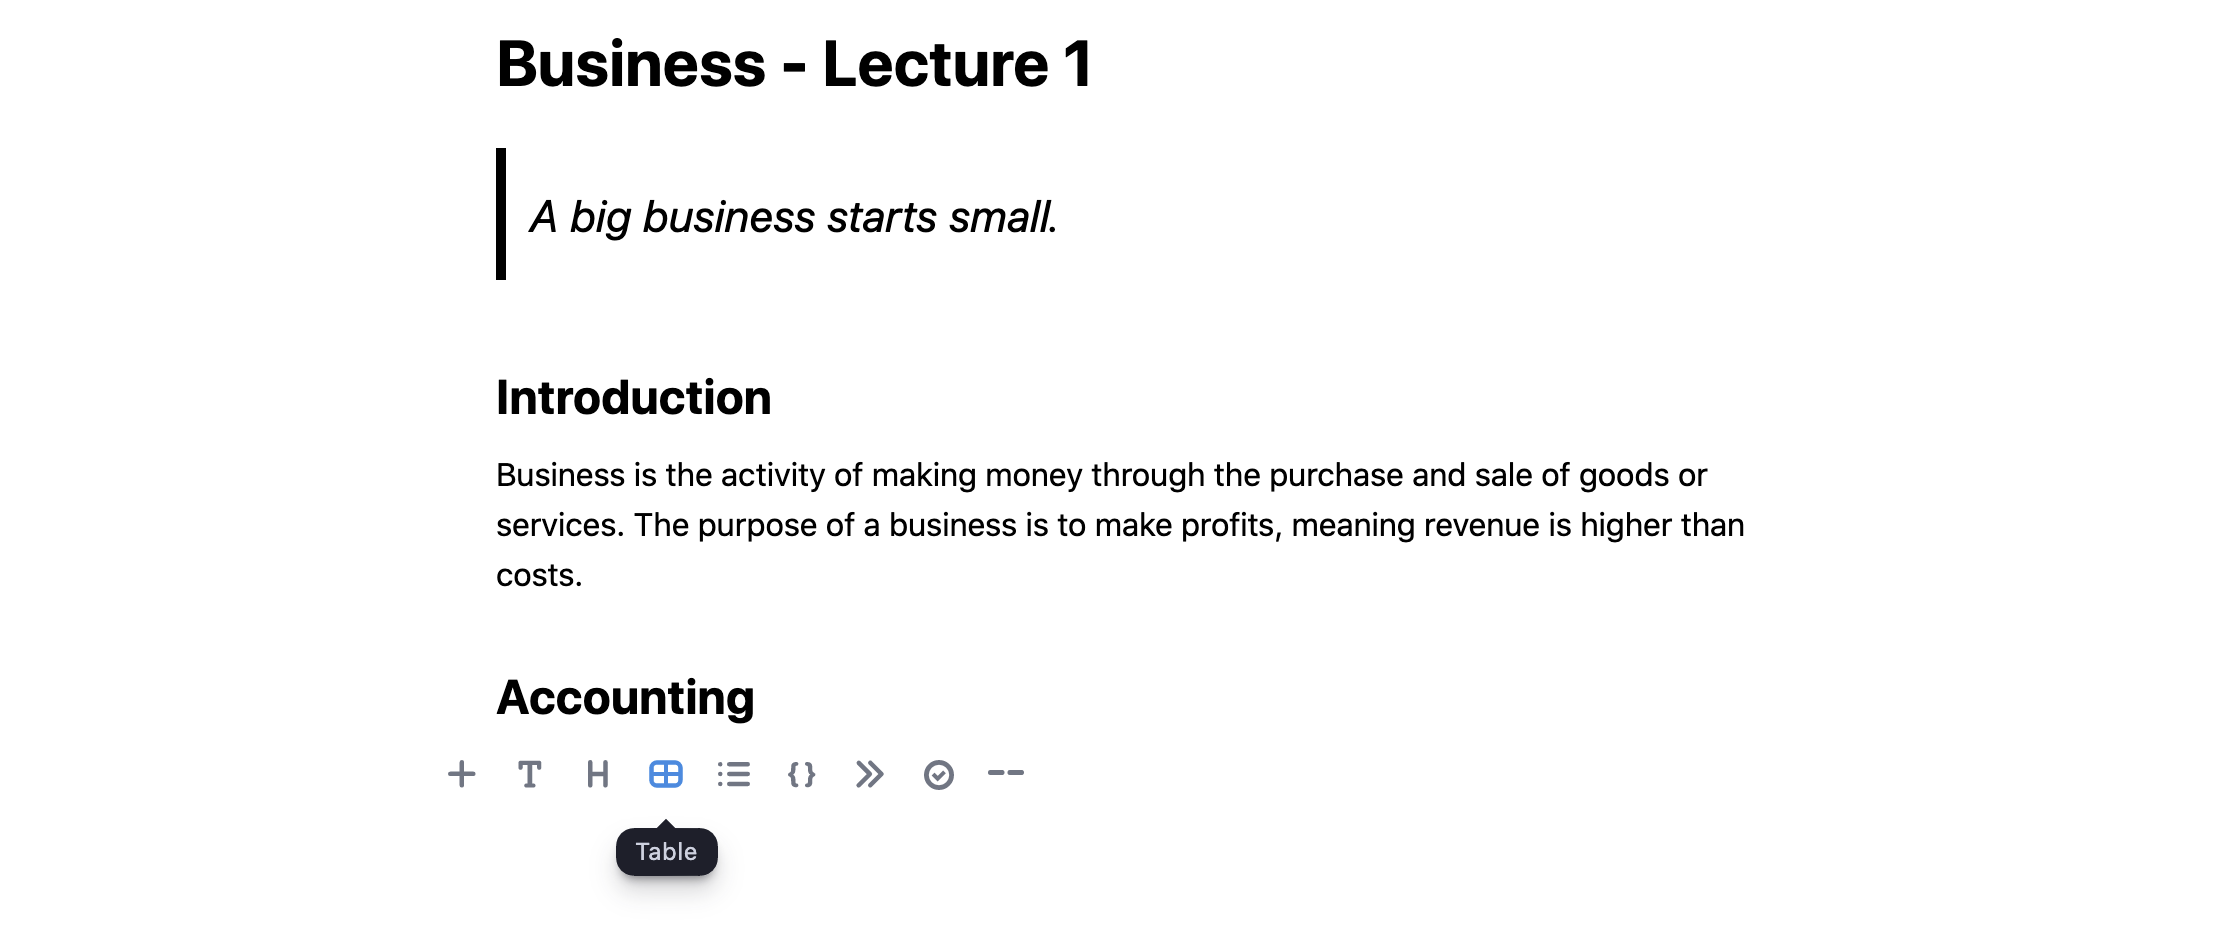 Business - Lecture 1
A big business starts small.
Introduction
Business is the activity of making money through the purchase and sale of goods or
services. The purpose of a business is to make profits, meaning revenue is higher than
costs.
Accounting
Table